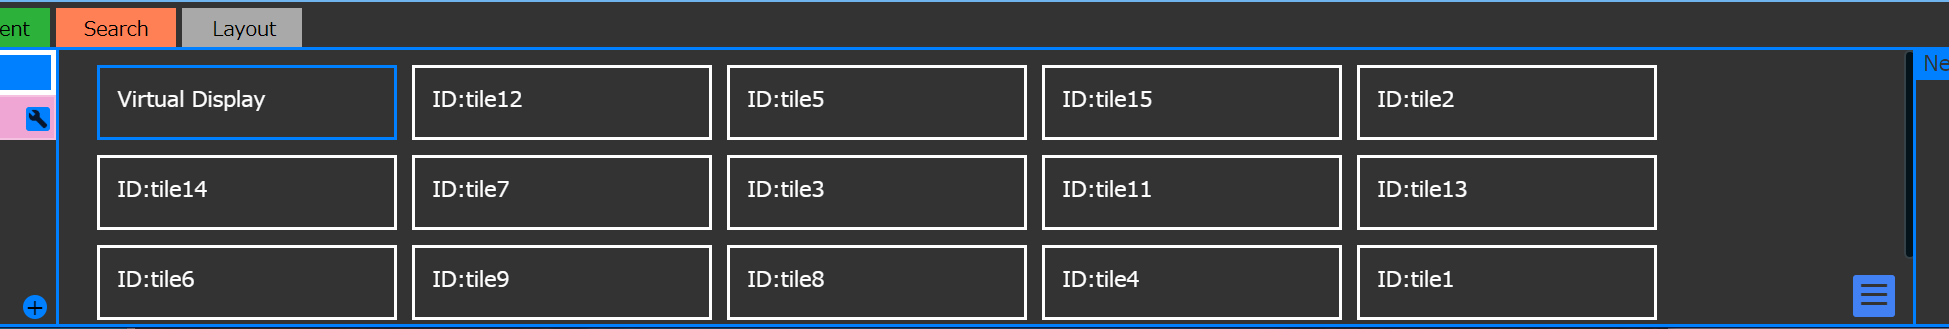 ent Search Layout
Ne
Virtual Display ID:tile12 ID:tile5 ID:tile15 ID:tile2
ID:tile14 ID:tile7 ID:tile3 ID:tile11 ID:tile13
ID:tile6 ID:tile9 ID:tile8 ID:tile4 ID:tile1